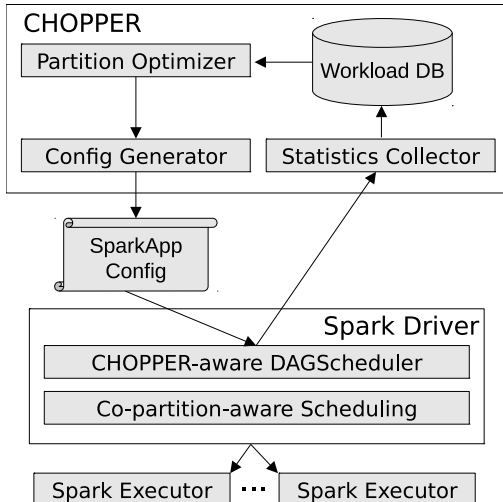 CHOPPER
Partition Optimizer
Workload DB
Config Generator
Statistics Collector
SparkApp
Config
Spark Driver
CHOPPER-aware DAGScheduler
Co-partition-aware Scheduling
Spark Executor ... Spark Executor